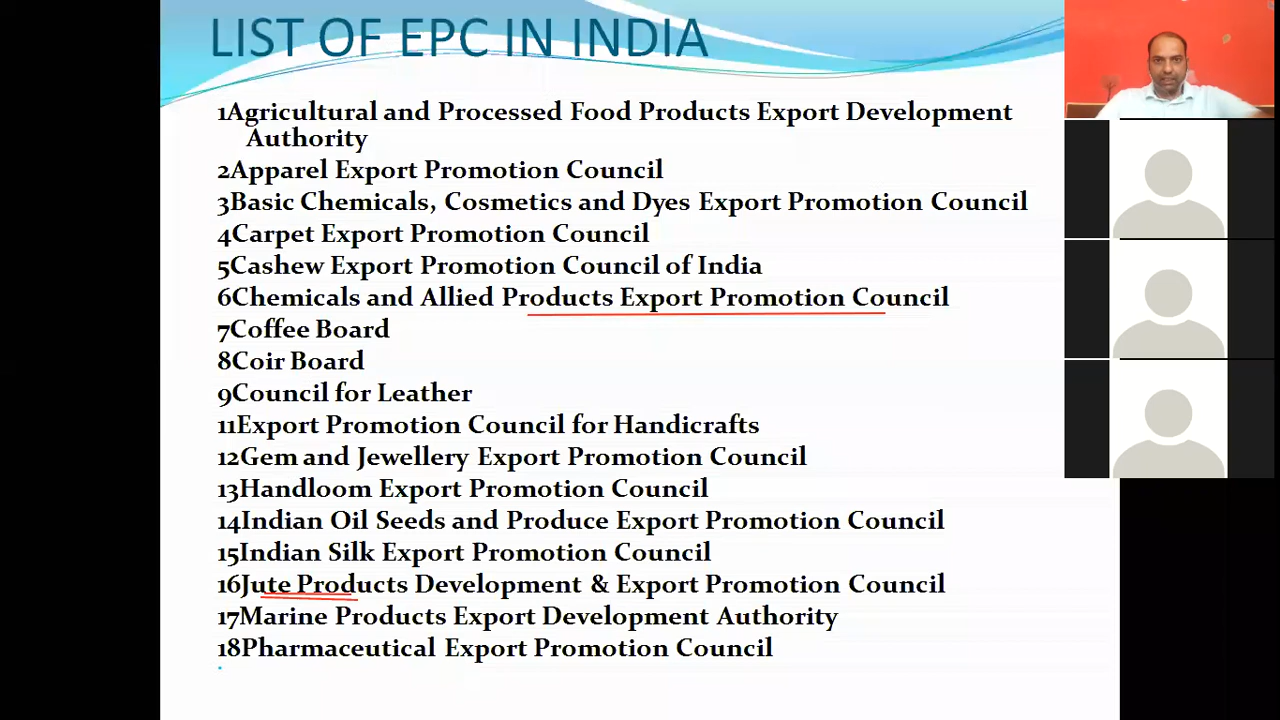 LIST OF EPC IN INDIA
1Agricultural and Processed Food Products Export Development
Authority
2Apparel Export Promotion Council
3Basic Chemicals, Cosmetics and Dyes Export Promotion Council
4Carpet Export Promotion Council
5Cashew Export Promotion Council of India
6Chemicals and Allied Products Export Promotion Council
7Coffee Board
8Coir Board
9Council for Leather
11Export Promotion Council for Handicrafts
12Gem and Jewellery Export Promotion Council
13Handloom Export Promotion Council
14Indian Oil Seeds and Produce Export Promotion Council
15Indian Silk Export Promotion Council
16Jute Products Development & Export Promotion Council
17Marine Products Export Development Authority
18Pharmaceutical Export Promotion Council